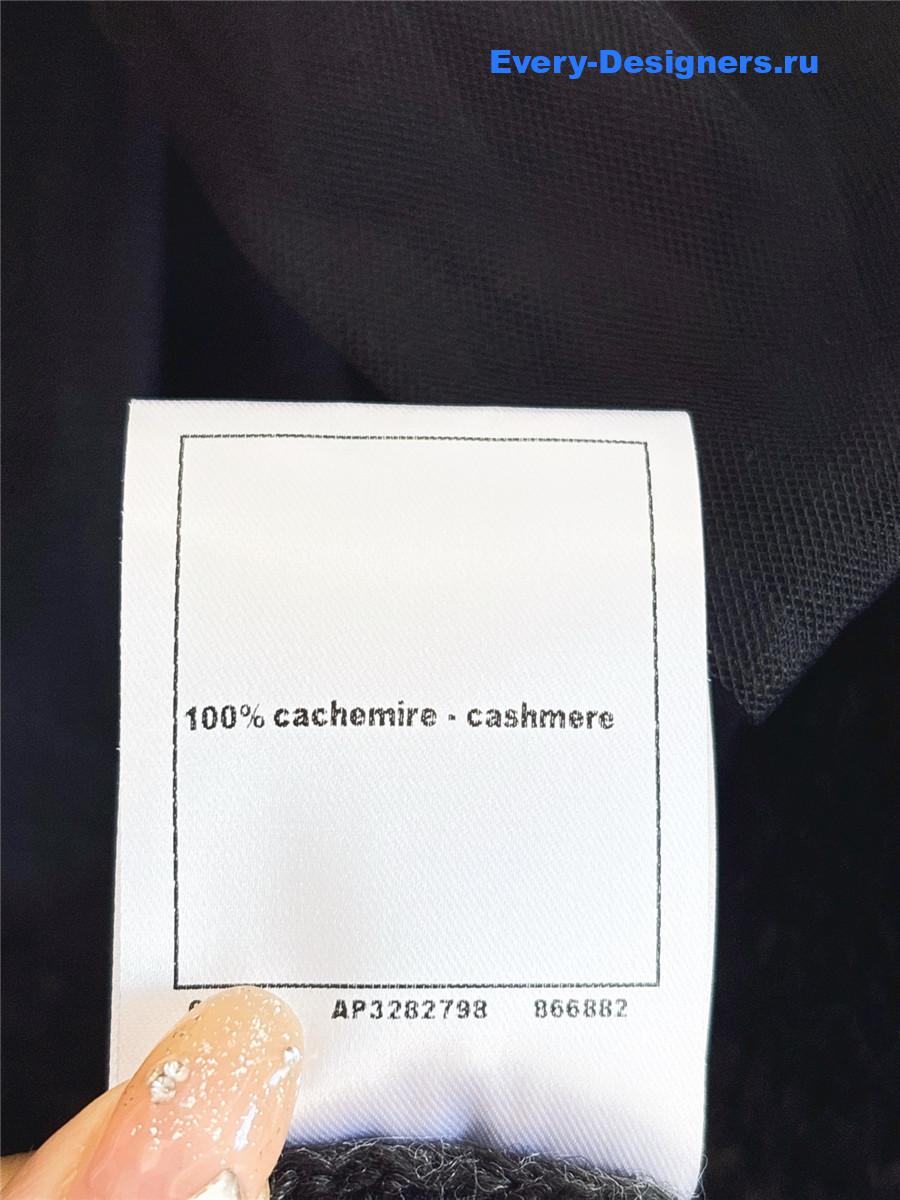 Every-Designers.ru
100% cachemire - cashmere
AP3282798 866882